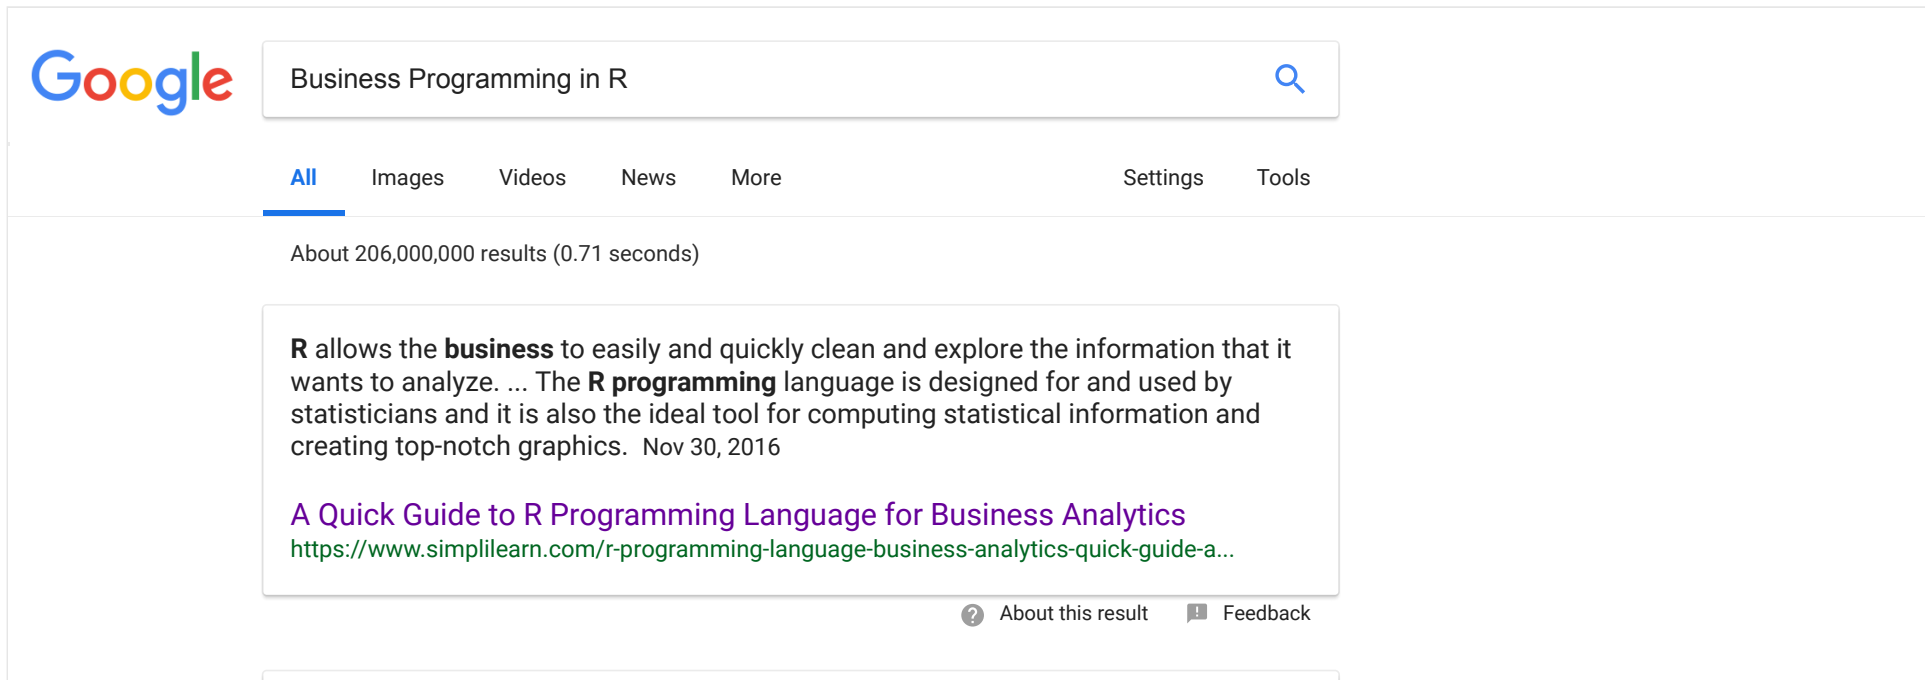 Google
Business Programming in R
All Images Videos News More Settings Tools
About 206,000,000 results (0.71 seconds)
R allows the business to easily and quickly clean and explore the information that it
wants to analyze. ... The R programming language is designed for and used by
statisticians and it is also the ideal tool for computing statistical information and
creating top-notch graphics. Nov 30, 2016
A Quick Guide to R Programming Language for Business Analytics
https://www.simplilearn.com/r-programming-language-business-analytics-quick-guide-a...
About this result Feedback